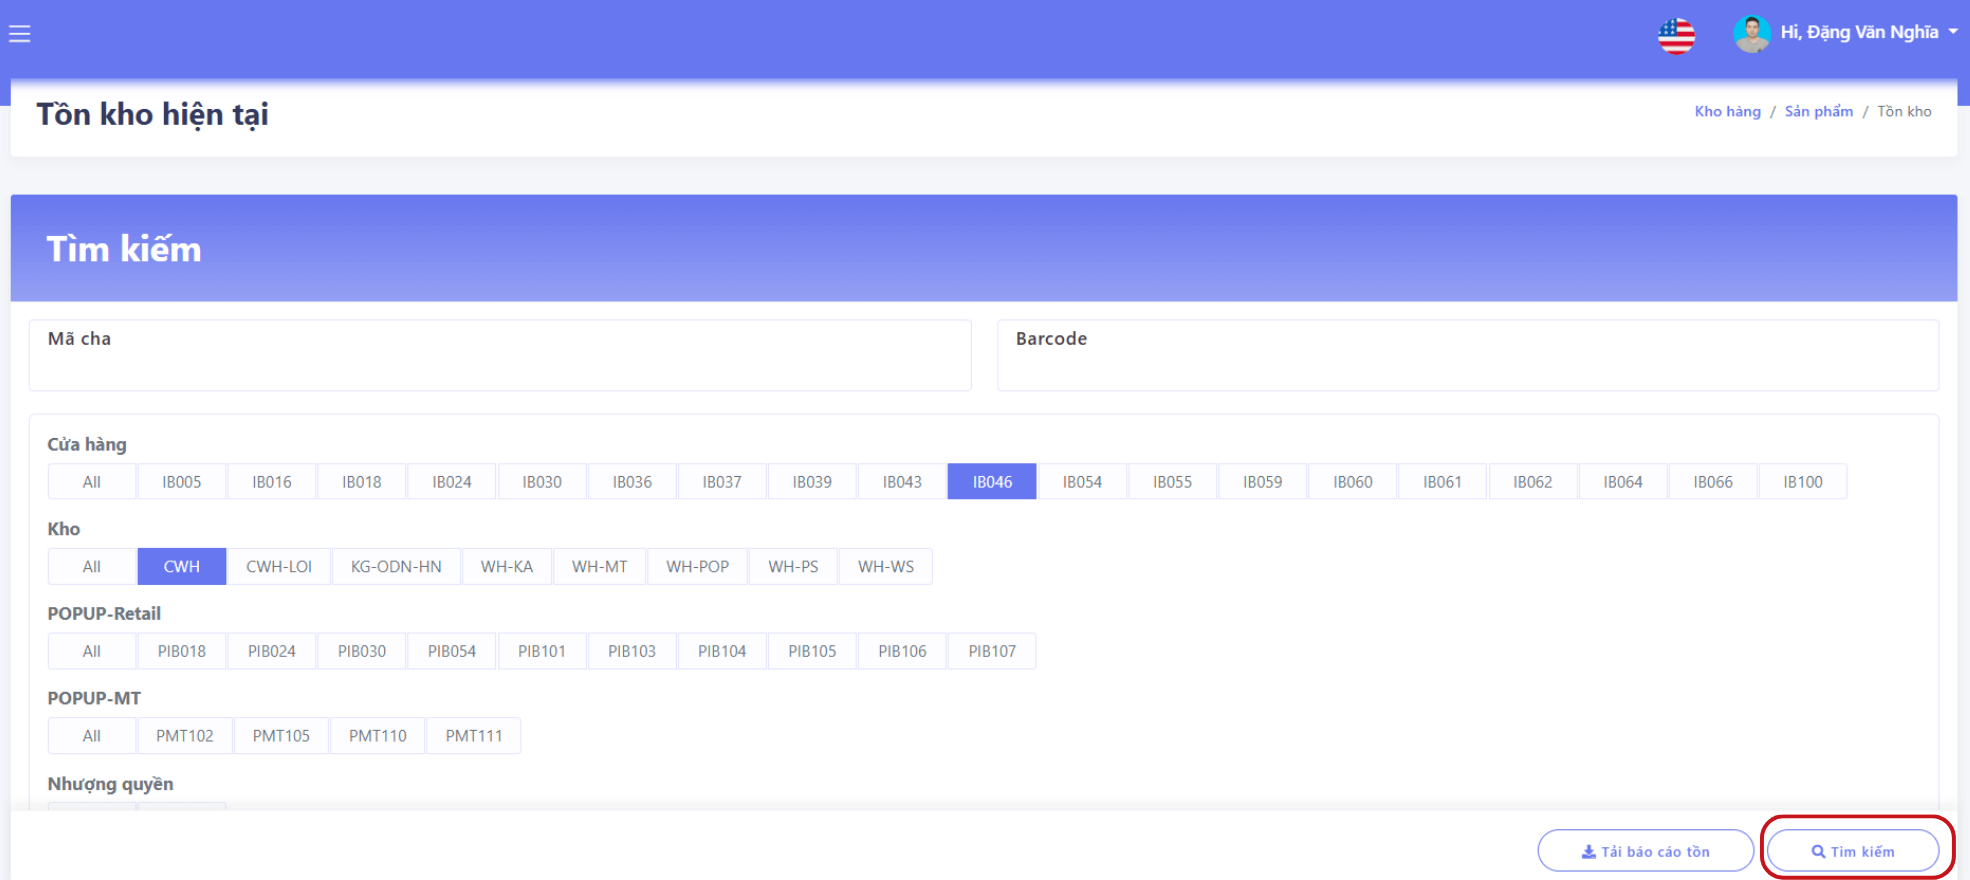 Hi, Đặng Văn Nghĩa
Tồn kho hiện tại
Kho hàng / Sản phẩm / Tồn kho
Tìm kiếm
Mã cha
Barcode
Cửa hàng
All IB005 IB016 IB018 IB024 IB030 IB036 IB037 IB039 IB043 IB046 IB054 IB055 IB059 IB060 IB061 IB062 IB064 IB066 IB100
Kho
All CWH CWH-LOI KG-ODN-HN WH-KA WH-MT WH-POP WH-PS WH-WS
POPUP-Retail
All PIB018 PIB024 PIB030 PIB054 PIB101 PIB103 PIB104 PIB105 PIB106 PIB107
POPUP-MT
All PMT102 PMT105 PMT110 PMT111
Nhượng quyền
Tải báo cáo tồn
Tìm kiếm